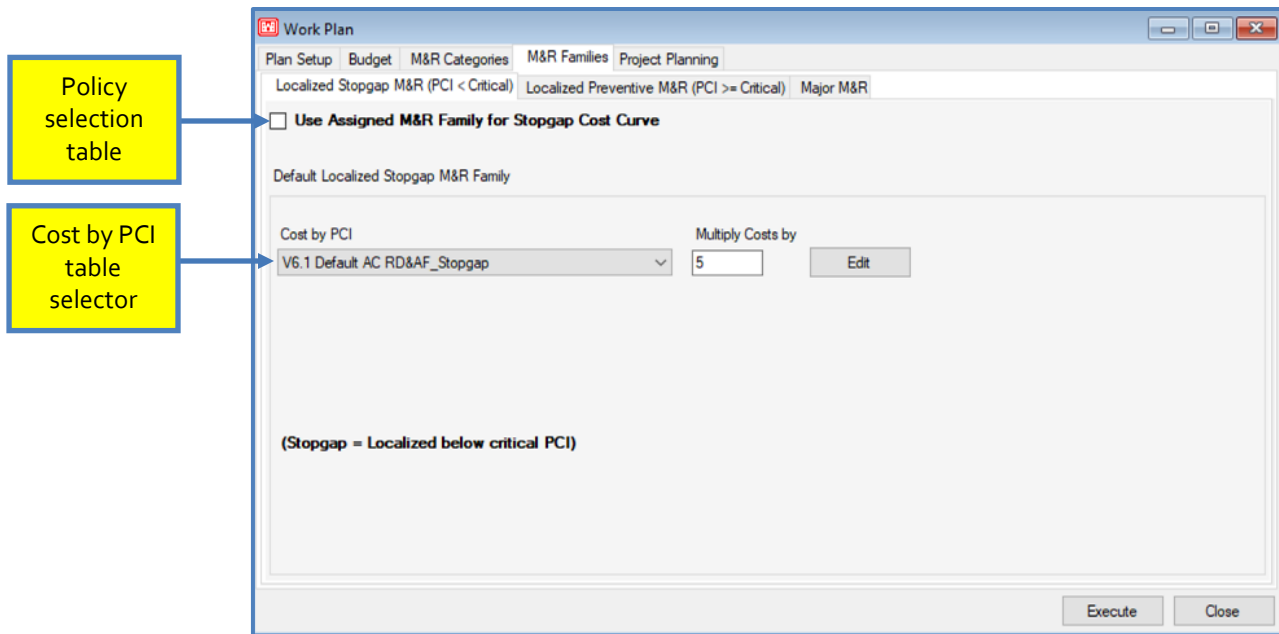 Work Plan
Plan Setup Budget M&R Categories M&R Families Project Planning
Localized Stopgap M&R (PCI < Critical) Localized Preventive M&R (PCI >= Critical) Major M&R
Policy
selection
table
Use Assigned M&R Family for Stopgap Cost Curve
Default Localized Stopgap M&R Family
Cost by PCI
table
selector
Cost by PCI Multiply Costs by
V6.1 Default AC RD&AF_Stopgap 5 Edit
(Stopgap = Localized below critical PCI)
Execute Close